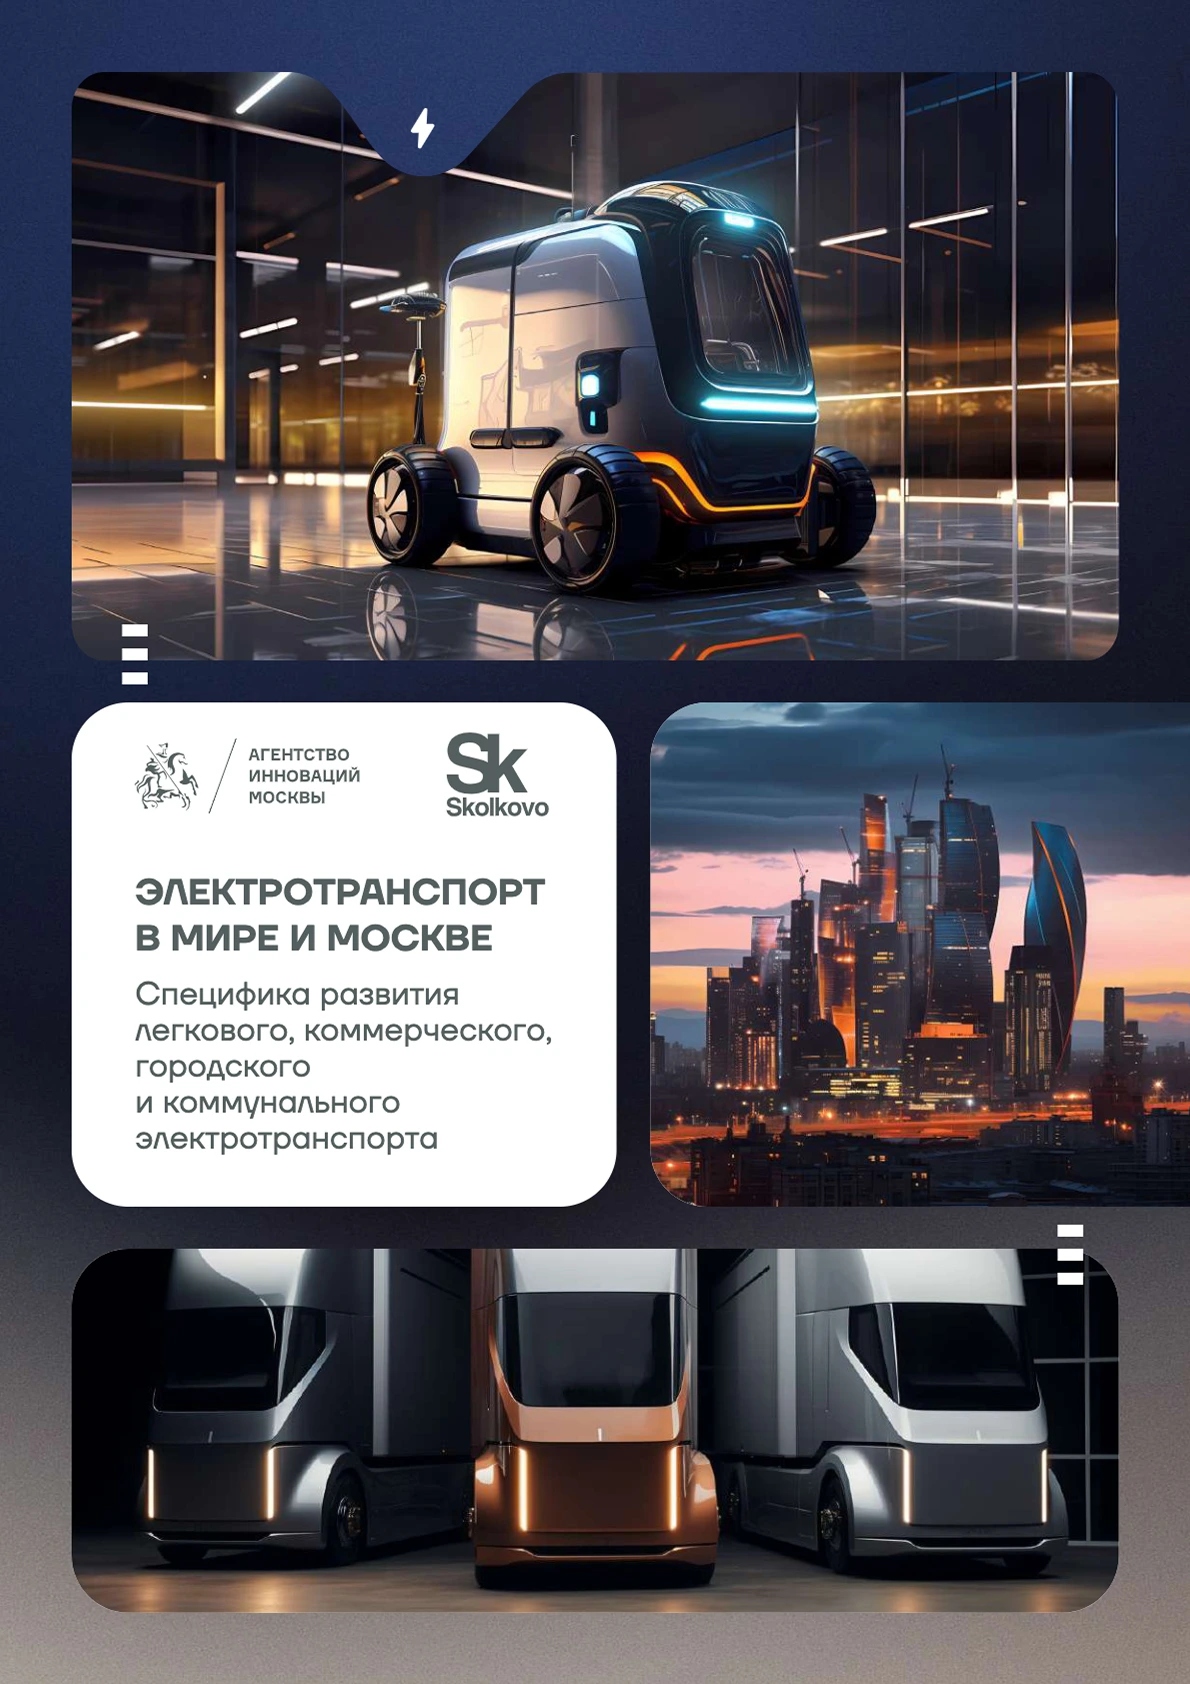 АГЕНТСТВО
ИННОВАЦИЙ
МОСКВЫ
Sk
Skolkovo
ЭЛЕКТРОТРАНСПОРТ
В МИРЕ И МОСКВЕ
Специфика развития
легкового, коммерческого,
городского
и коммунального
электротранспорта